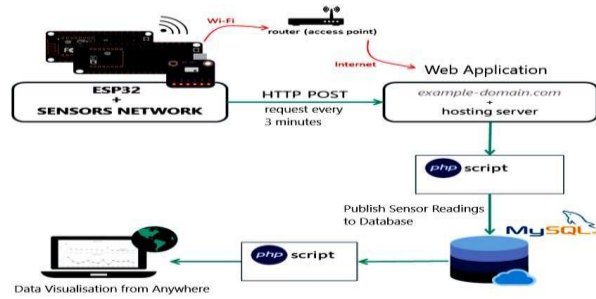 Wi-Fi
router (access point)
Internet
Web Application
ESP32
+
SENSORS NETWORK
HTTP POST
request every
3 minutes
example-domain.com
+
hosting server
php script
Publish Sensor Readings
to Database
MySQL
php script
Data Visualisation from Anywhere